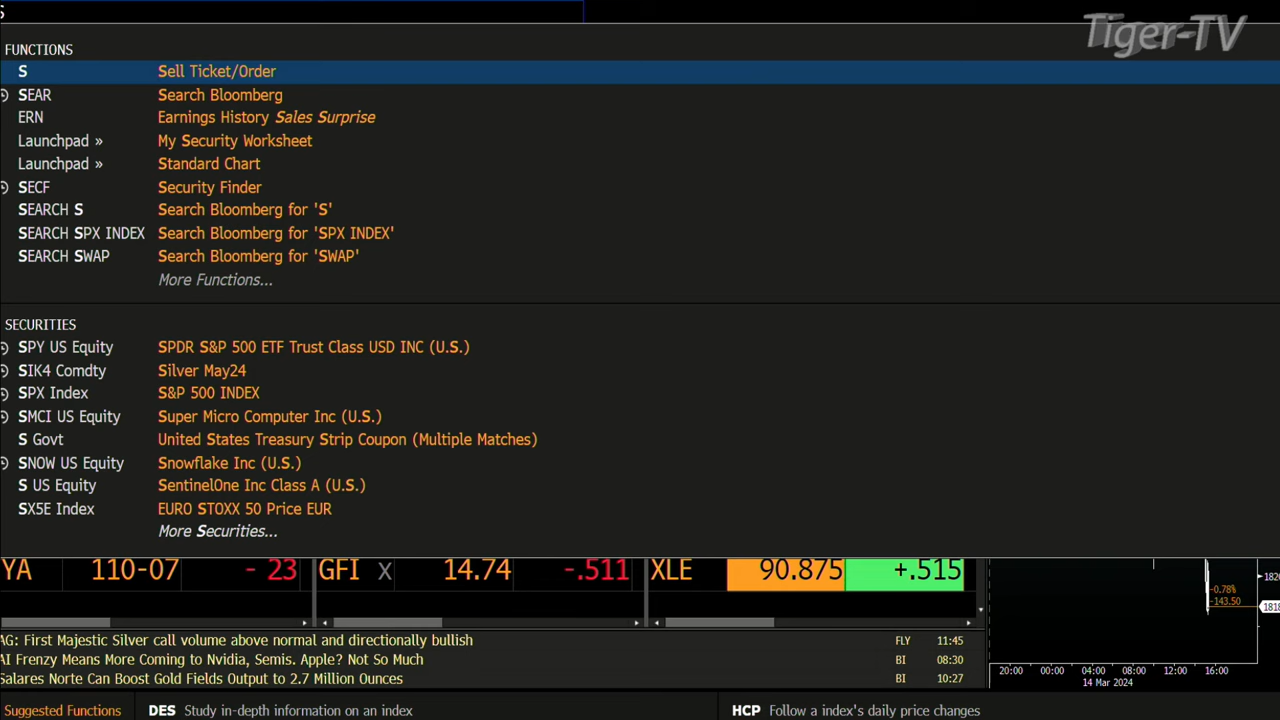 S
Tiger-TV
FUNCTIONS
S Sell Ticket/Order
SEAR Search Bloomberg
ERN Earnings History Sales Surprise
Launchpad » My Security Worksheet
Launchpad » Standard Chart
SECF Security Finder
SEARCH S Search Bloomberg for 'S'
SEARCH SPX INDEX Search Bloomberg for 'SPX INDEX'
SEARCH SWAP Search Bloomberg for 'SWAP'
More Functions...
SECURITIES
SPY US Equity SPDR S&P 500 ETF Trust Class USD INC (U.S.)
SIK4 Comdty Silver May24
SPX Index S&P 500 INDEX
SMCI US Equity Super Micro Computer Inc (U.S.)
S Govt United States Treasury Strip Coupon (Multiple Matches)
SNOW US Equity Snowflake Inc (U.S.)
S US Equity SentinelOne Inc Class A (U.S.)
SX5E Index EURO STOXX 50 Price EUR
More Securities...
YA 110-07 - 23 GFI X 14.74 -.511 XLE 90.875 +.515
1820
-0.78%
-143.50
1818
AG: First Majestic Silver call volume above normal and directionally bullish FLY 11:45
AI Frenzy Means More Coming to Nvidia, Semis. Apple? Not So Much BI 08:30
Salares Norte Can Boost Gold Fields Output to 2.7 Million Ounces BI 10:27
20:00 00:00 04:00 08:00 12:00 16:00
14 Mar 2024
Suggested Functions DES Study in-depth information on an index HCP Follow a index's daily price changes